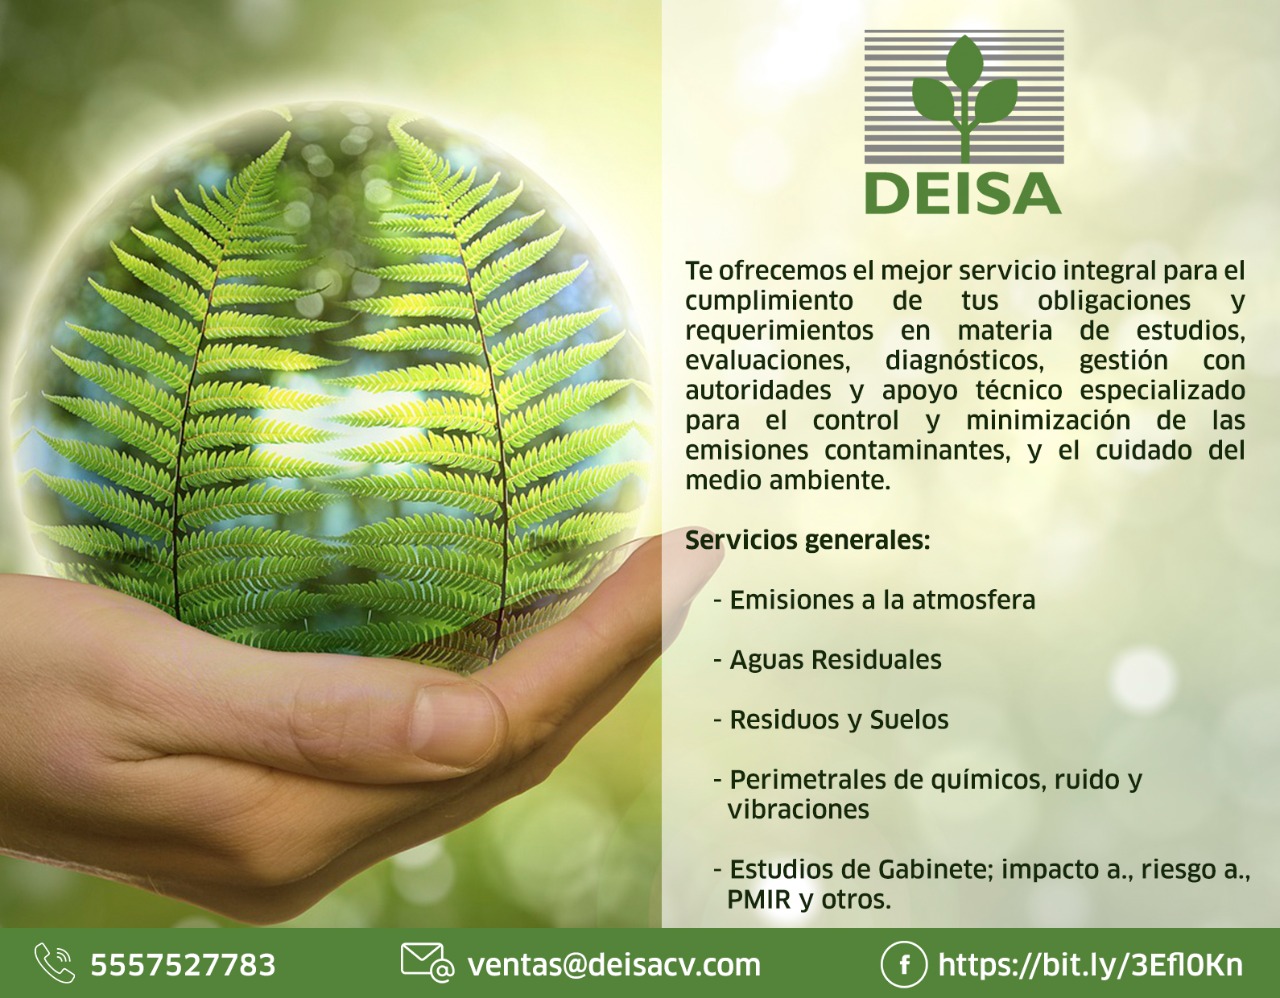 DEISA
Te ofrecemos el mejor servicio integral para el
cumplimiento de tus obligaciones y
requerimientos en materia de estudios,
evaluaciones, diagnósticos, gestión con
autoridades y apoyo técnico especializado
para el control y minimización de las
emisiones contaminantes, y el cuidado del
medio ambiente.
Servicios generales:
- Emisiones a la atmosfera
- Aguas Residuales
- Residuos y Suelos
- Perimetrales de químicos, ruido y
vibraciones
- Estudios de Gabinete; impacto a., riesgo a.,
PMIR y otros.
5557527783
ventas@deisacv.com
https://bit.ly/3Efl0Kn